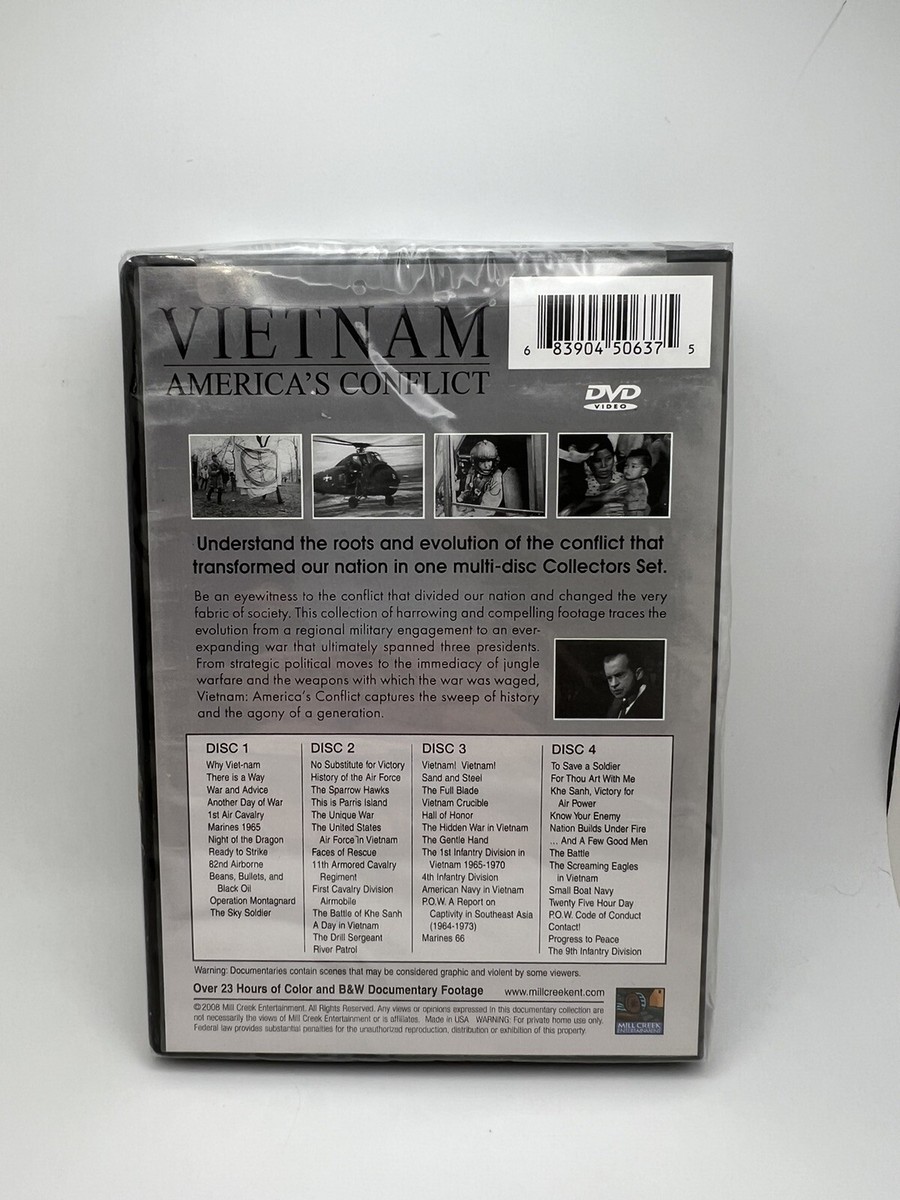 VIETNAM
AMERICA'S CONFLICT
6 83904 50637 5
DVD
VIDEO
Understand the roots and evolution of the conflict that
transformed our nation in one multi-disc Collectors Set.
Be an eyewitness to the conflict that divided our nation and changed the very
fabric of society. This collection of harrowing and compelling footage traces the
evolution from a regional military engagement to an ever-
expanding war that ultimately spanned three presidents.
From strategic political moves to the immediacy of jungle
warfare and the weapons with which the war was waged,
Vietnam: America's Conflict captures the sweep of history
and the agony of a generation.
DISC 1
Why Viet-nam
There is a Way
War and Advice
Another Day of War
1st Air Cavalry
Marines 1965
Night of the Dragon
Ready to Strike
82nd Airborne
Beans, Bullets, and
Black Oil
Operation Montagnard
The Sky Soldier
DISC 2
No Substitute for Victory
History of the Air Force
The Sparrow Hawks
This is Parris Island
The Unique War
The United States
Air Force in Vietnam
Faces of Rescue
11th Armored Cavalry
Regiment
First Cavalry Division
Airmobile
The Battle of Khe Sanh
A Day in Vietnam
The Drill Sergeant
River Patrol
DISC 3
Vietnam! Vietnam!
Sand and Steel
The Full Blade
Vietnam Crucible
Hall of Honor
The Hidden War in Vietnam
The Gentle Hand
The 1st Infantry Division in
Vietnam 1965-1970
4th Infantry Division
American Navy in Vietnam
P.O.W. A Report on
Captivity in Southeast Asia
(1964-1973)
Marines 66
DISC 4
To Save a Soldier
For Thou Art With Me
Khe Sanh, Victory for
Air Power
Know Your Enemy
Nation Builds Under Fire
... And A Few Good Men
The Battle
The Screaming Eagles
in Vietnam
Small Boat Navy
Twenty Five Hour Day
P.O.W. Code of Conduct
Contact!
Progress to Peace
The 9th Infantry Division
Warning: Documentaries contain scenes that may be considered graphic and violent by some viewers.
Over 23 Hours of Color and B&W Documentary Footage www.millcreekent.com
©2008 Mill Creek Entertainment. All Rights Reserved. Any views or opinions expressed in this documentary collection are
not necessarily the views of Mill Creek Entertainment or is affiliates. Made in USA WARNING: For private home use only.
Federal law provides substantial penalties for the unauthorized reproduction, distribution or exhibition of this property.
MILL CREEK
ENTERTAINMENT